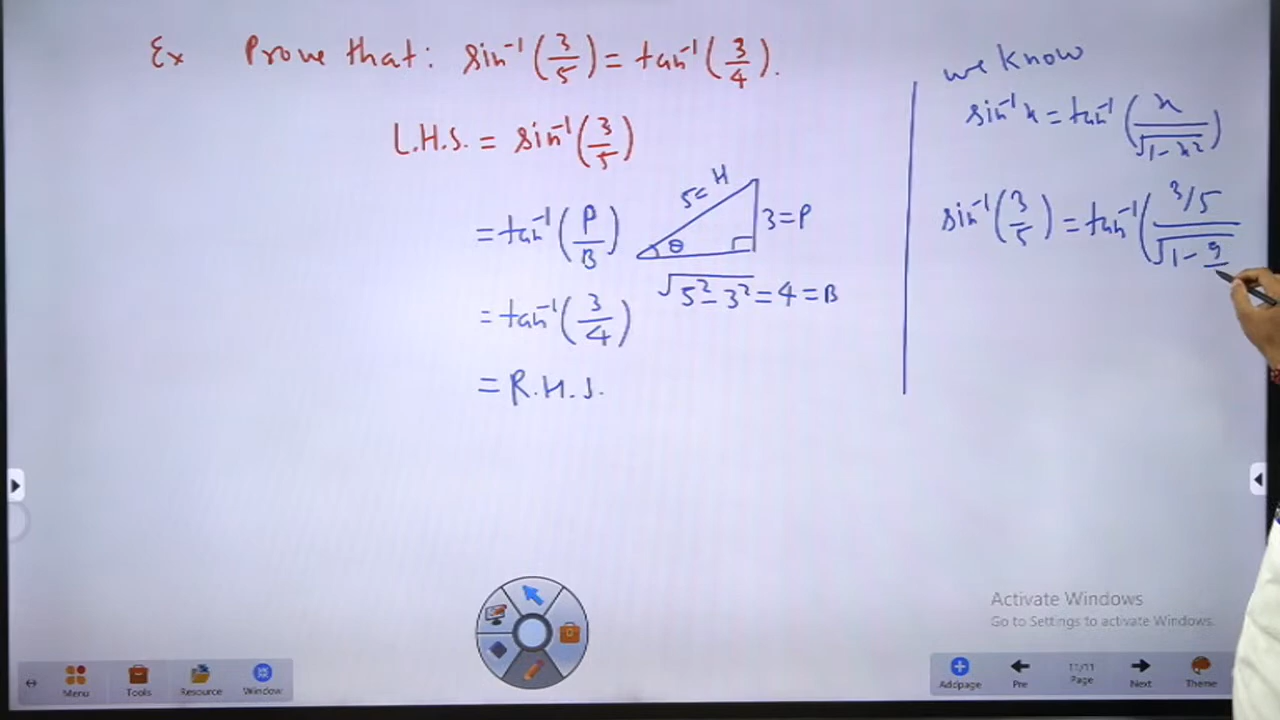 Ex Prove that: sin⁻¹(3/5) = tan⁻¹(3/4).
L.H.S. = sin⁻¹(3/5)
= tan⁻¹(P/B)
5 = H
3 = P
θ
√5² - 3² = 4 = B
= tan⁻¹(3/4)
= R.H.S.
we know
sin⁻¹x = tan⁻¹(x/√1-x²)
sin⁻¹(3/5) = tan⁻¹(3/5/√1-9
Activate Windows
Go to Settings to activate Windows.
Menu Tools Resource Window
Addpage Pre 11/11 Page Next Theme